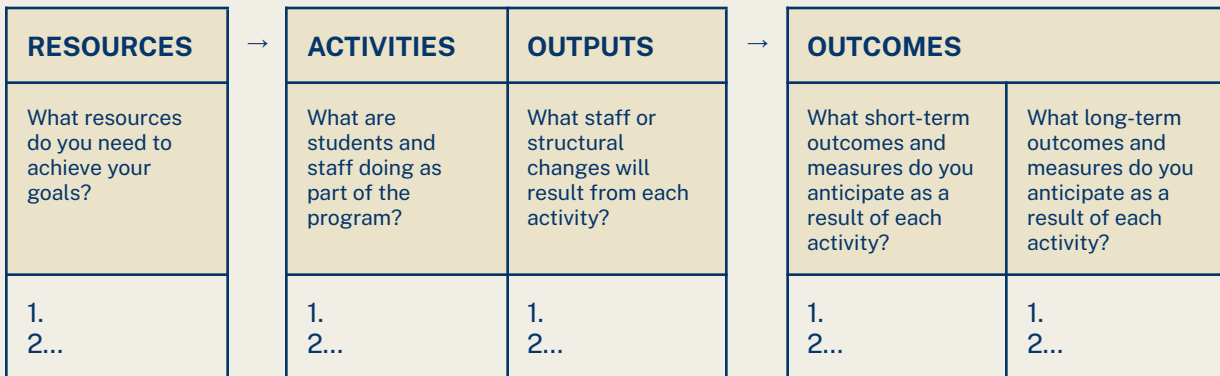 RESOURCES → ACTIVITIES OUTPUTS → OUTCOMES
What resources
do you need to
achieve your
goals?
What are
students and
staff doing as
part of the
program?
What staff or
structural
changes will
result from each
activity?
What short-term
outcomes and
measures do you
anticipate as a
result of each
activity?
What long-term
outcomes and
measures do you
anticipate as a
result of each
activity?
1.
2...
1.
2...
1.
2...
1.
2...
1.
2...